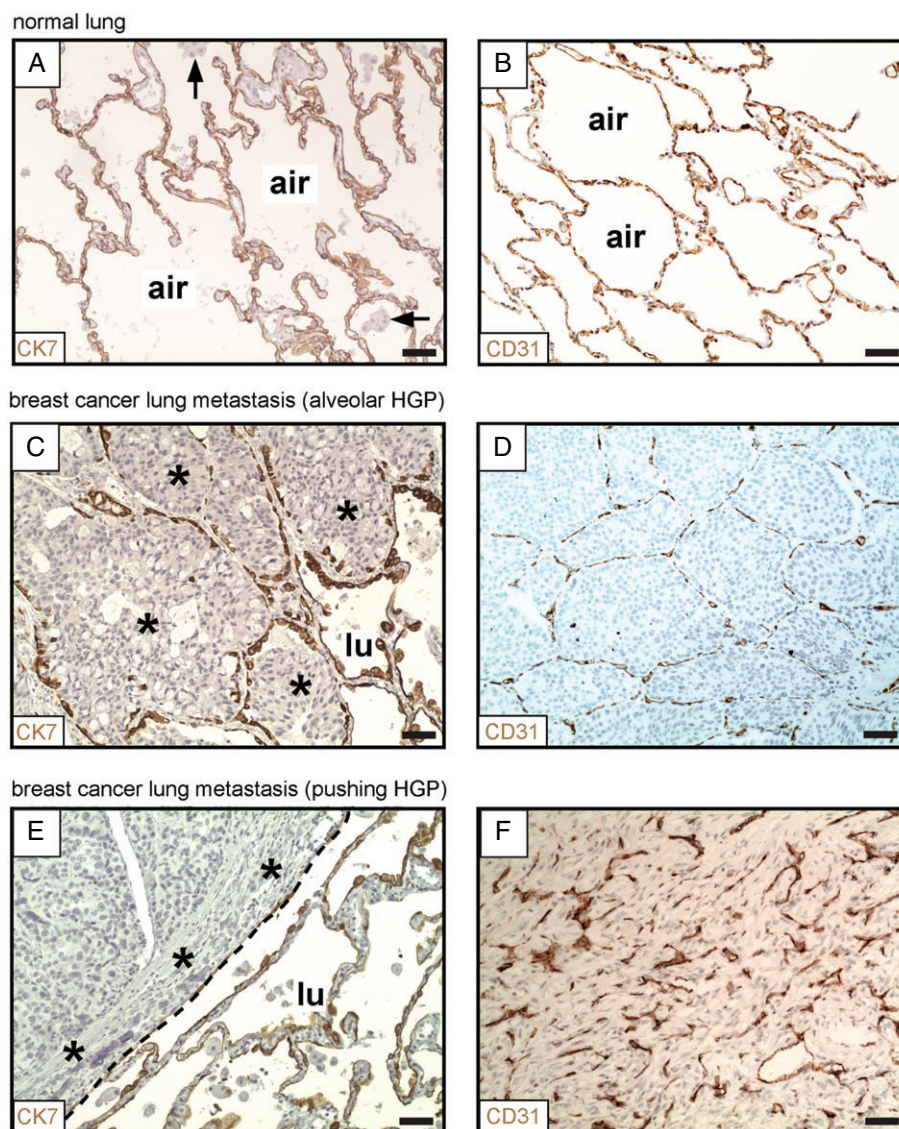 normal lung
A
B
air
air
air
air
CK7
CD31
breast cancer lung metastasis (alveolar HGP)
C
D
*
*
*
*
lu
CK7
CD31
breast cancer lung metastasis (pushing HGP)
E
F
*
*
*
lu
CK7
CD31